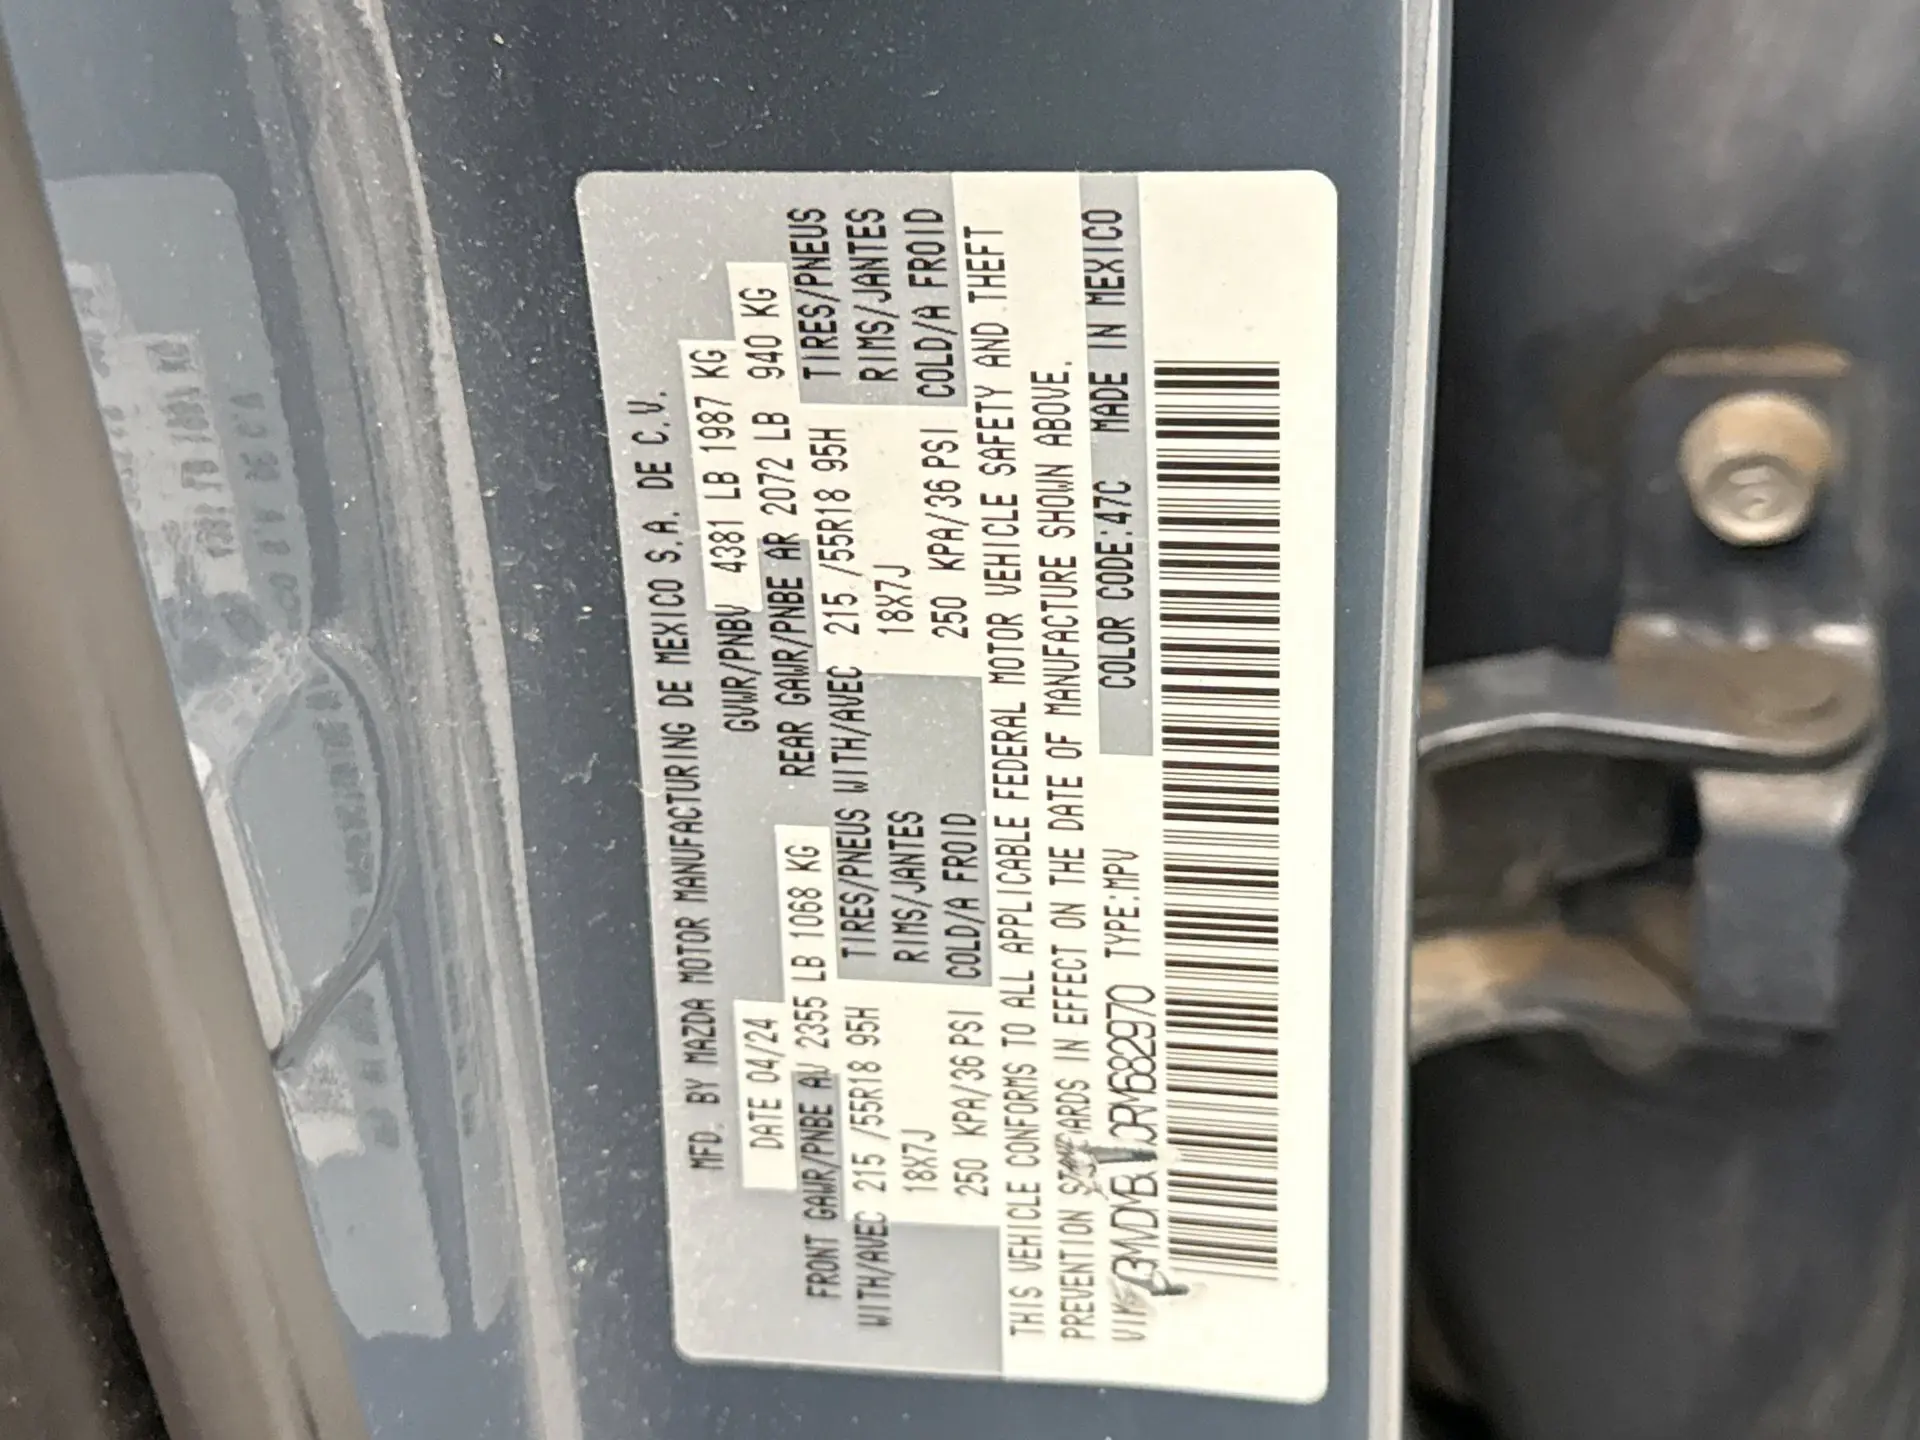 MFD. BY MAZDA MOTOR MANUFACTURING DE MEXICO S.A. DE C.V.
DATE 04/24 GVWR/PNBV 4381 LB 1987 KG
FRONT GAWR/PNBE AV 2355 LB 1068 KG REAR GAWR/PNBE AR 2072 LB 940 KG
WITH/AVEC 215 /55R18 95H TIRES/PNEUS WITH/AVEC 215 /55R18 95H TIRES/PNEUS
18X7J RIMS/JANTES 18X7J RIMS/JANTES
250 KPA/36 PSI COLD/A FROID 250 KPA/36 PSI COLD/A FROID
THIS VEHICLE CONFORMS TO ALL APPLICABLE FEDERAL MOTOR VEHICLE SAFETY AND THEFT
PREVENTION STANDARDS IN EFFECT ON THE DATE OF MANUFACTURE SHOWN ABOVE.
TYPE:MPV COLOR CODE:47C MADE IN MEXICO